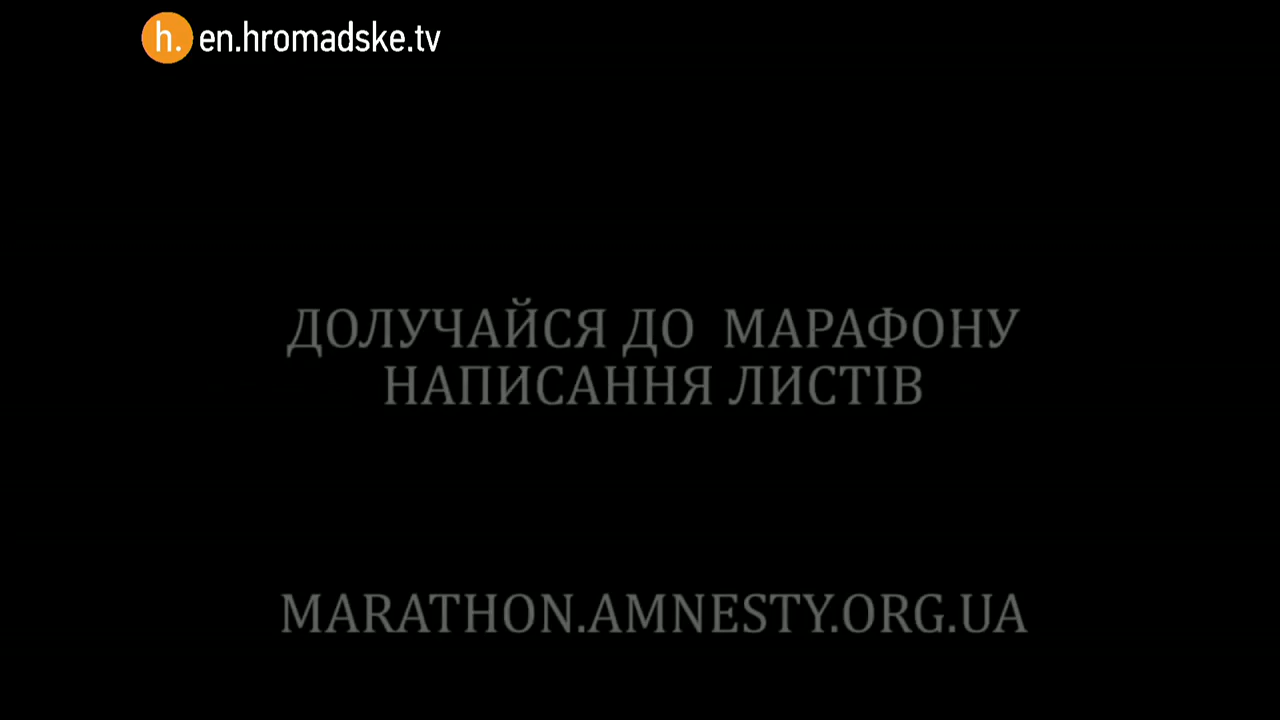 h. en.hromadske.tv
ДОЛУЧАЙСЯ ДО МАРАФОНУ
НАПИСАННЯ ЛИСТІВ
MARATHON.AMNESTY.ORG.UA